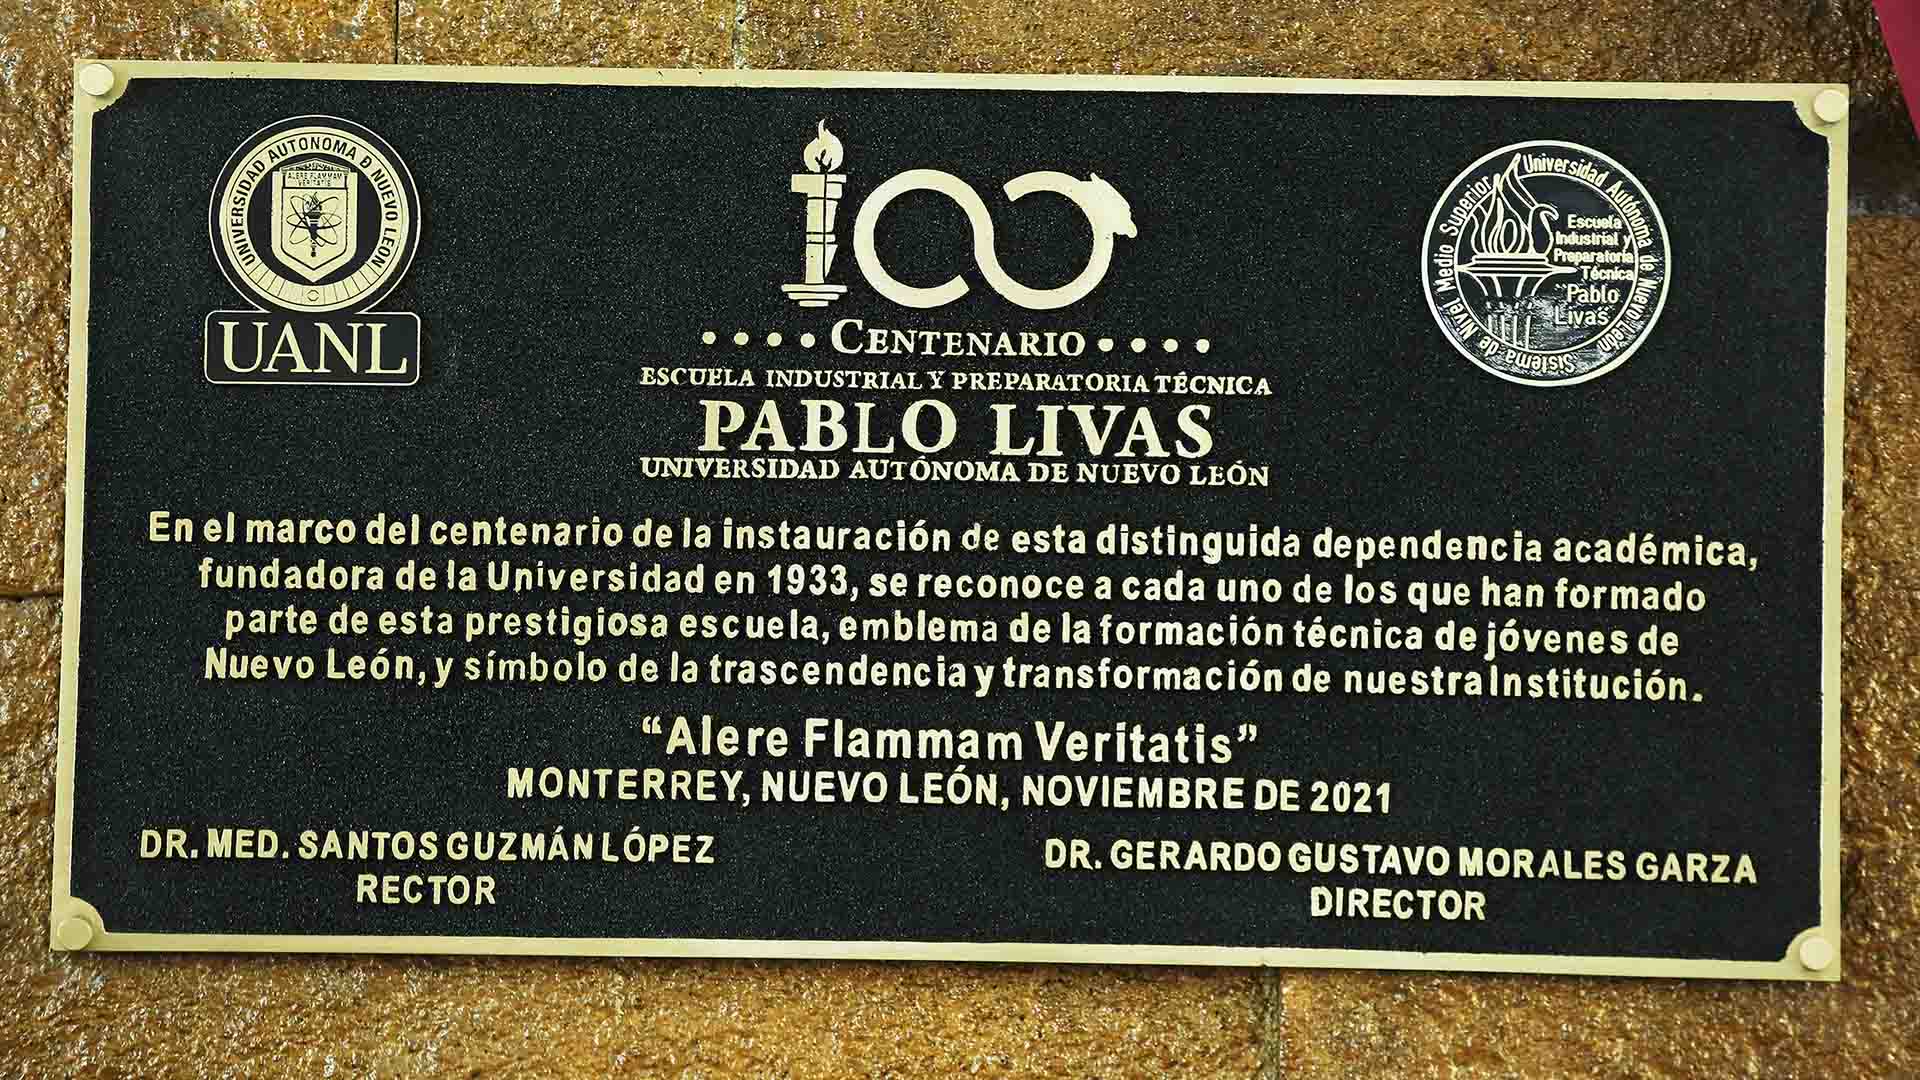 UNIVERSIDAD AUTONOMA D NUEVO LEON
ALERE FLAMMAM
VERITATIS
UANL
100
CENTENARIO
ESCUELA INDUSTRIAL Y PREPARATORIA TÉCNICA
PABLO LIVAS
UNIVERSIDAD AUTÓNOMA DE NUEVO LEÓN
Universidad Autónoma de Nuevo León
Sistema de Nivel Medio Superior
Escuela
Industrial y
Preparatoria
Técnica
"Pablo
Livas"
En el marco del centenario de la instauración de esta distinguida dependencia académica,
fundadora de la Universidad en 1933, se reconoce a cada uno de los que han formado
parte de esta prestigiosa escuela, emblema de la formación técnica de jóvenes de
Nuevo León, y símbolo de la trascendencia y transformación de nuestra Institución.
“Alere Flammam Veritatis”
MONTERREY, NUEVO LEÓN, NOVIEMBRE DE 2021
DR. MED. SANTOS GUZMÁN LÓPEZ
RECTOR
DR. GERARDO GUSTAVO MORALES GARZA
DIRECTOR